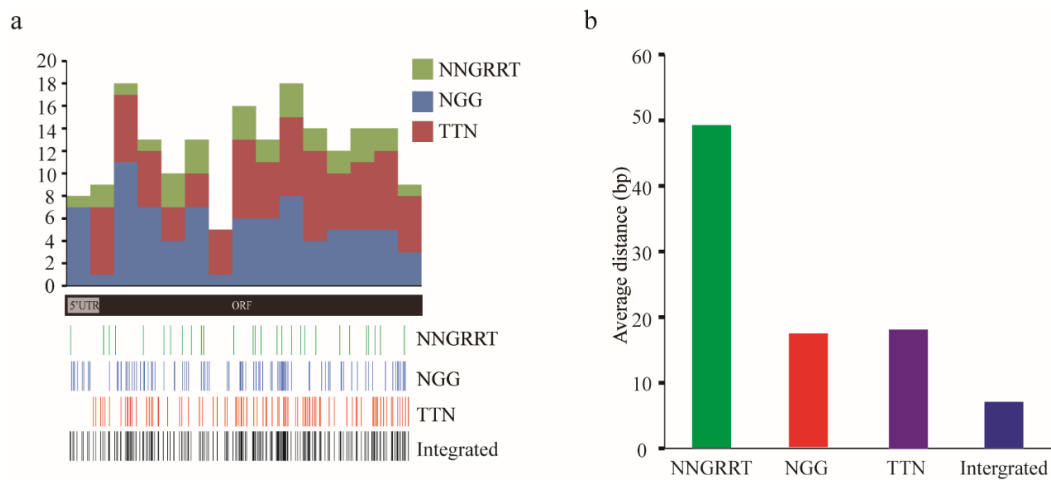 a
b
20
18
16
14
12
10
8
6
4
2
0
NNGRRT
NGG
TTN
5'UTR
ORF
NNGRRT
NGG
TTN
Integrated
60
50
40
30
20
10
0
Average distance (bp)
NNGRRT
NGG
TTN
Intergrated